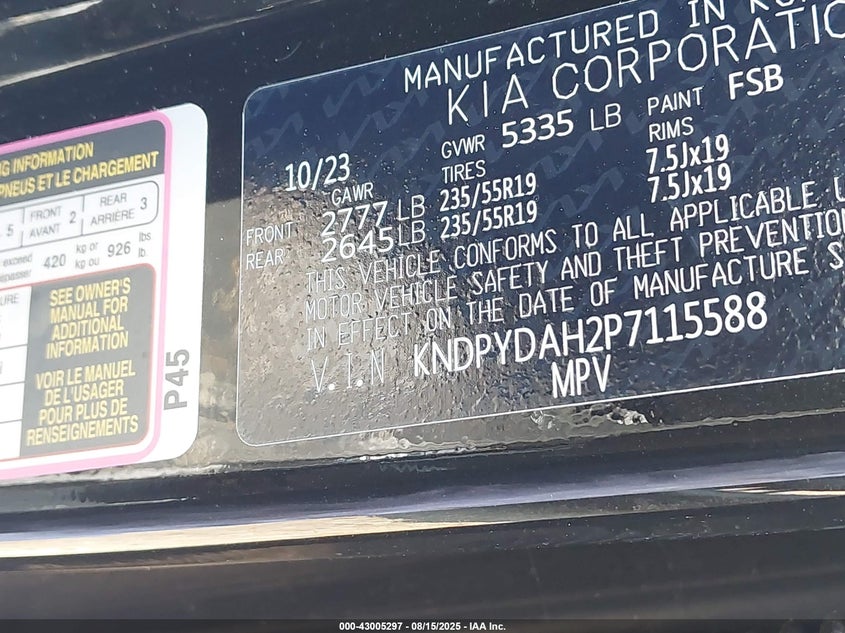 MANUFACTURED IN
KIA CORPORATIO
10/23 GVWR 5335 LB PAINT FSB
GAWR TIRES RIMS
FRONT 2777 LB 235/55R19 7.5Jx19
REAR 2645 LB 235/55R19 7.5Jx19
THIS VEHICLE CONFORMS TO ALL APPLICABLE
MOTOR VEHICLE SAFETY AND THEFT PREVENTION
IN EFFECT ON THE DATE OF MANUFACTURE
V.I.N KNDPYDAH2P7115588
MPV
INFORMATION
PNEUS ET LE CHARGEMENT
5 FRONT AVANT 2 REAR ARRIÈRE 3
exceed 420 kg or kg ou 926 lbs lb.
SEE OWNER'S
MANUAL FOR
ADDITIONAL
INFORMATION
VOIR LE MANUEL
DE L'USAGER
POUR PLUS DE
RENSEIGNEMENTS
P45
000-43005297 - 08/15/2025 - IAA Inc.